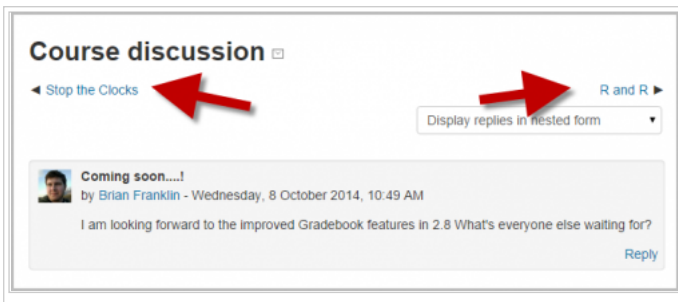 Course discussion
◄ Stop the Clocks
R and R ►
Display replies in nested form
Coming soon....!
by Brian Franklin - Wednesday, 8 October 2014, 10:49 AM
I am looking forward to the improved Gradebook features in 2.8 What's everyone else waiting for?
Reply